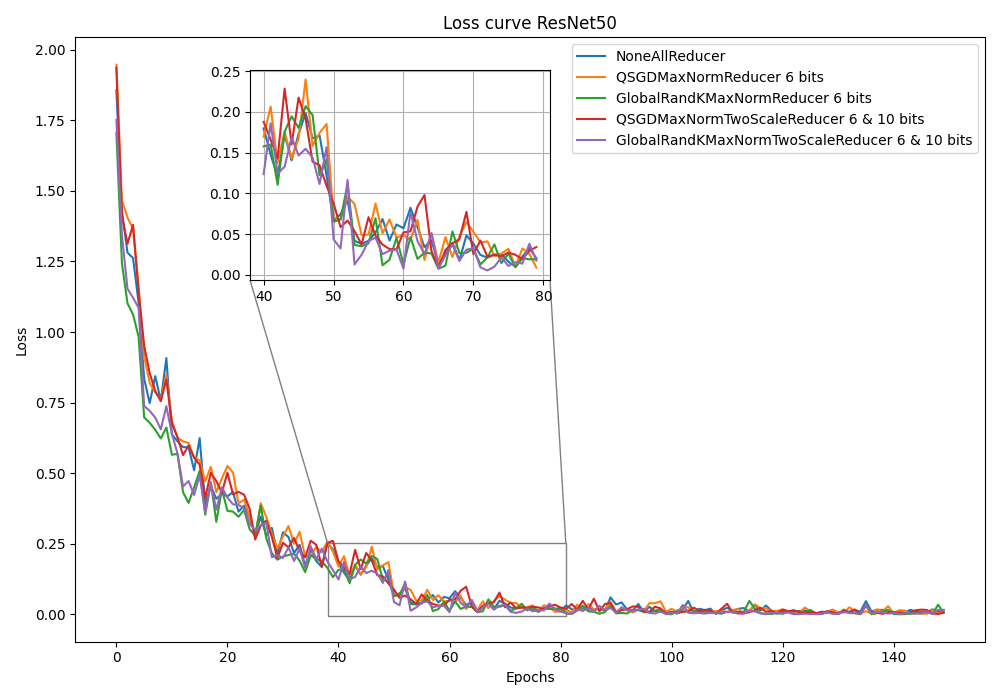 Loss curve ResNet50
NoneAllReducer
QSGDMaxNormReducer 6 bits
GlobalRandKMaxNormReducer 6 bits
QSGDMaxNormTwoScaleReducer 6 & 10 bits
GlobalRandKMaxNormTwoScaleReducer 6 & 10 bits
2.00
1.75
1.50
1.25
1.00
0.75
0.50
0.25
0.00
Loss
0.25
0.20
0.15
0.10
0.05
0.00
40 50 60 70 80
0 20 40 60 80 100 120 140
Epochs